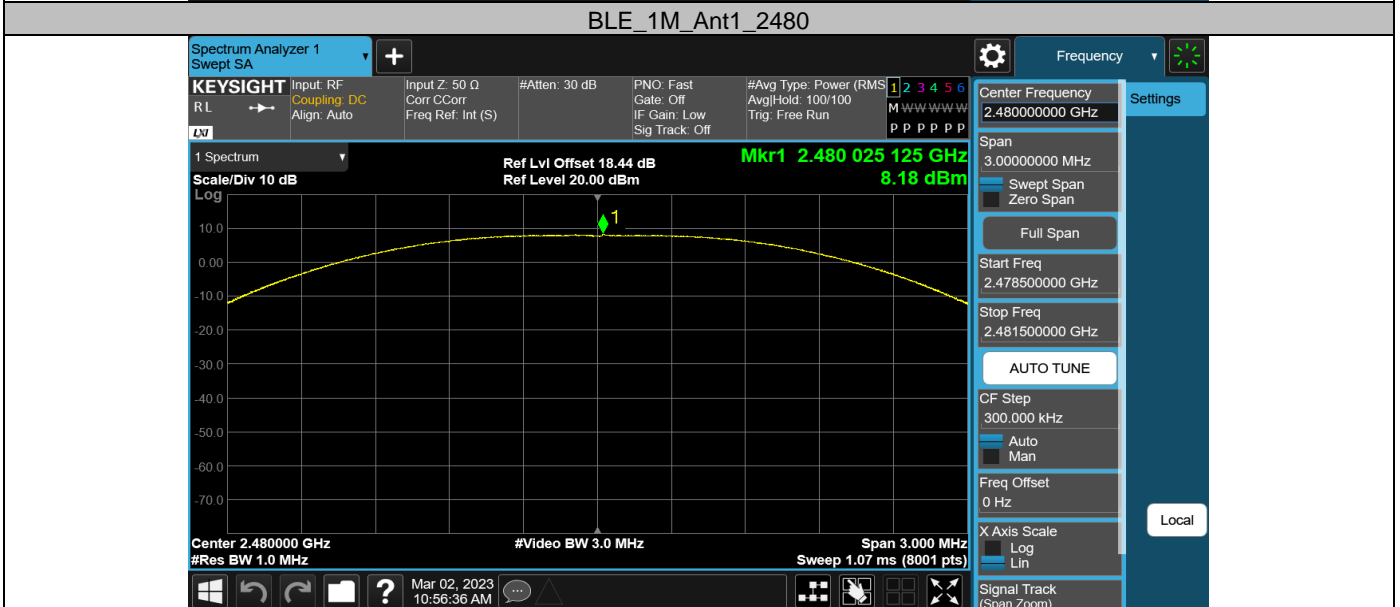 BLE_1M_Ant1_2480
Spectrum Analyzer 1
Swept SA
+
Frequency
KEYSIGHT
RL
LXI
Input: RF
Coupling: DC
Align: Auto
Input Z: 50 Ω
Corr CCorr
Freq Ref: Int (S)
#Atten: 30 dB
PNO: Fast
Gate: Off
IF Gain: Low
Sig Track: Off
#Avg Type: Power (RMS
Avg|Hold: 100/100
Trig: Free Run
1 2 3 4 5 6
M W W W W W
P P P P P P
1 Spectrum
Scale/Div 10 dB
Log
Ref Lvl Offset 18.44 dB
Ref Level 20.00 dBm
Mkr1 2.480 025 125 GHz
8.18 dBm
1
10.0
0.00
-10.0
-20.0
-30.0
-40.0
-50.0
-60.0
-70.0
Center 2.480000 GHz
#Res BW 1.0 MHz
#Video BW 3.0 MHz
Span 3.000 MHz
Sweep 1.07 ms (8001 pts)
?
Mar 02, 2023
10:56:36 AM
Center Frequency
2.480000000 GHz
Settings
Span
3.00000000 MHz
Swept Span
Zero Span
Full Span
Start Freq
2.478500000 GHz
Stop Freq
2.481500000 GHz
AUTO TUNE
CF Step
300.000 kHz
Auto
Man
Freq Offset
0 Hz
Local
X Axis Scale
Log
Lin
Signal Track
(Span Zoom)